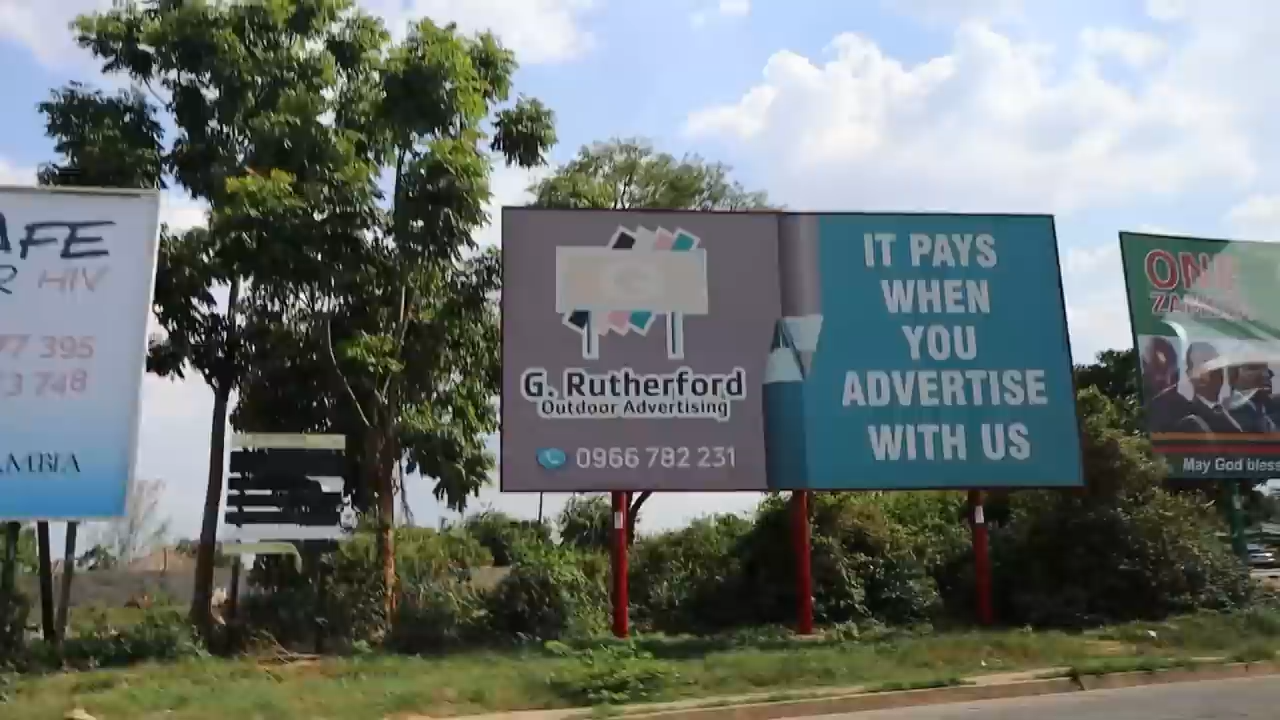 AFE
R HIV
77 395
3 748
AMBIA
G
G. Rutherford
Outdoor Advertising
0966 782 231
IT PAYS
WHEN
YOU
ADVERTISE
WITH US
ONE
May God bless